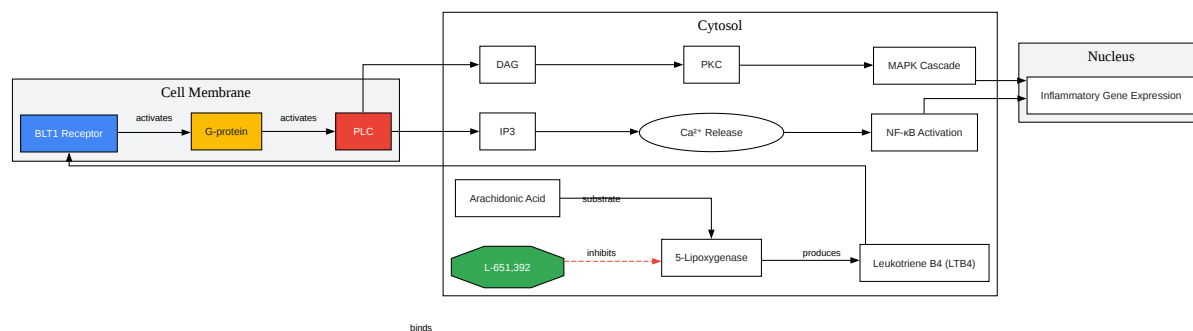 Cytosol
DAG
PKC
MAPK Cascade
Nucleus
Inflammatory Gene Expression
Cell Membrane
BLT1 Receptor
activates
G-protein
activates
PLC
IP3
Ca²⁺ Release
NF-κB Activation
Arachidonic Acid
substrate
L-651,392
inhibits
5-Lipoxygenase
produces
Leukotriene B4 (LTB4)
binds